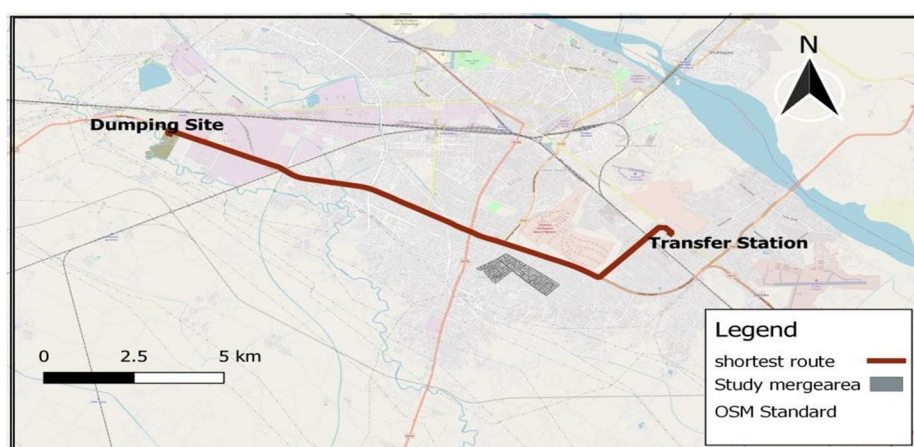 N
Dumping Site
Transfer Station
0 2.5 5 km
Legend
shortest route
Study mergearea
OSM Standard